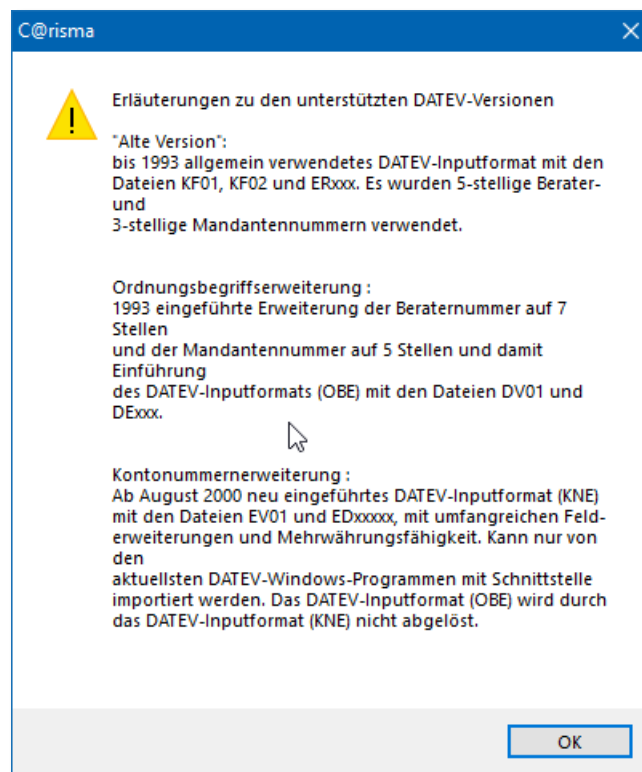 C@risma
Erläuterungen zu den unterstützten DATEV-Versionen
"Alte Version":
bis 1993 allgemein verwendetes DATEV-Inputformat mit den
Dateien KF01, KF02 und ERxxx. Es wurden 5-stellige Berater-
und
3-stellige Mandantennummern verwendet.
Ordnungsbegriffserweiterung :
1993 eingeführte Erweiterung der Beraternummer auf 7
Stellen
und der Mandantennummer auf 5 Stellen und damit
Einführung
des DATEV-Inputformats (OBE) mit den Dateien DV01 und
DExxx.
Kontonummernerweiterung :
Ab August 2000 neu eingeführtes DATEV-Inputformat (KNE)
mit den Dateien EV01 und EDxxxxx, mit umfangreichen Feld-
erweiterungen und Mehrwährungsfähigkeit. Kann nur von
den
aktuellsten DATEV-Windows-Programmen mit Schnittstelle
importiert werden. Das DATEV-Inputformat (OBE) wird durch
das DATEV-Inputformat (KNE) nicht abgelöst.
OK